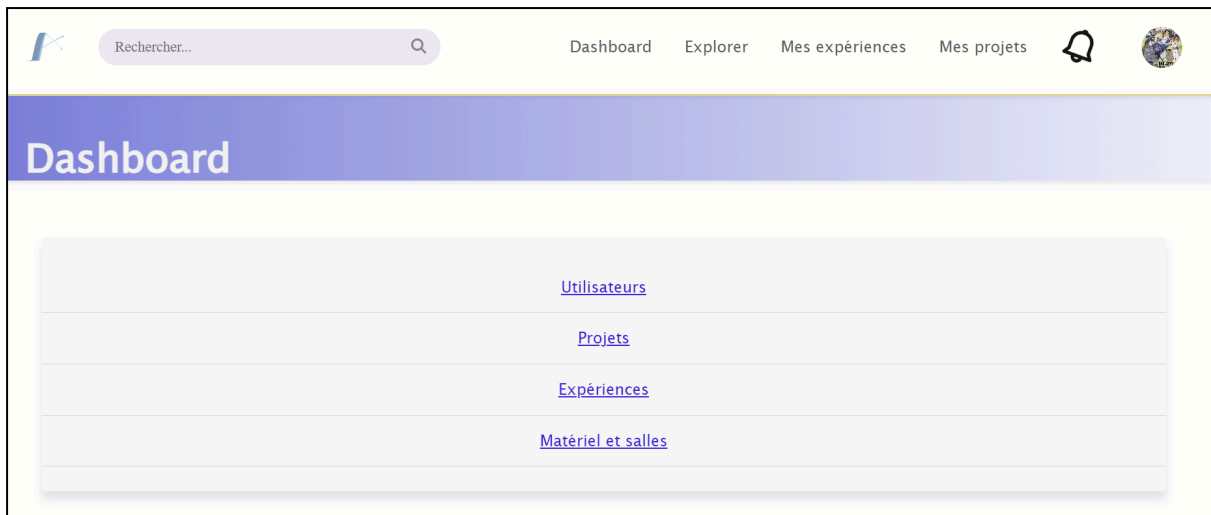 Rechercher...
Dashboard
Explorer
Mes expériences
Mes projets
Dashboard
Utilisateurs
Projets
Expériences
Matériel et salles